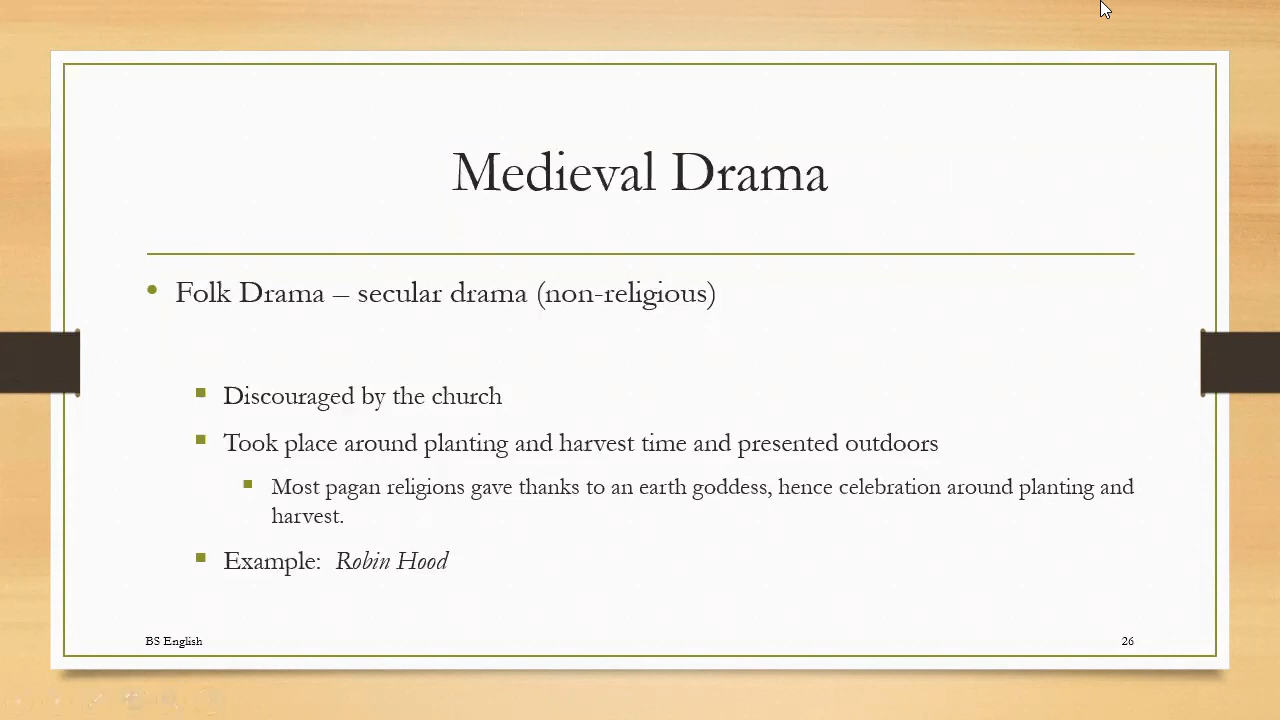 Medieval Drama
Folk Drama – secular drama (non-religious)
Discouraged by the church
Took place around planting and harvest time and presented outdoors
Most pagan religions gave thanks to an earth goddess, hence celebration around planting and
harvest.
Example: Robin Hood
BS English
26